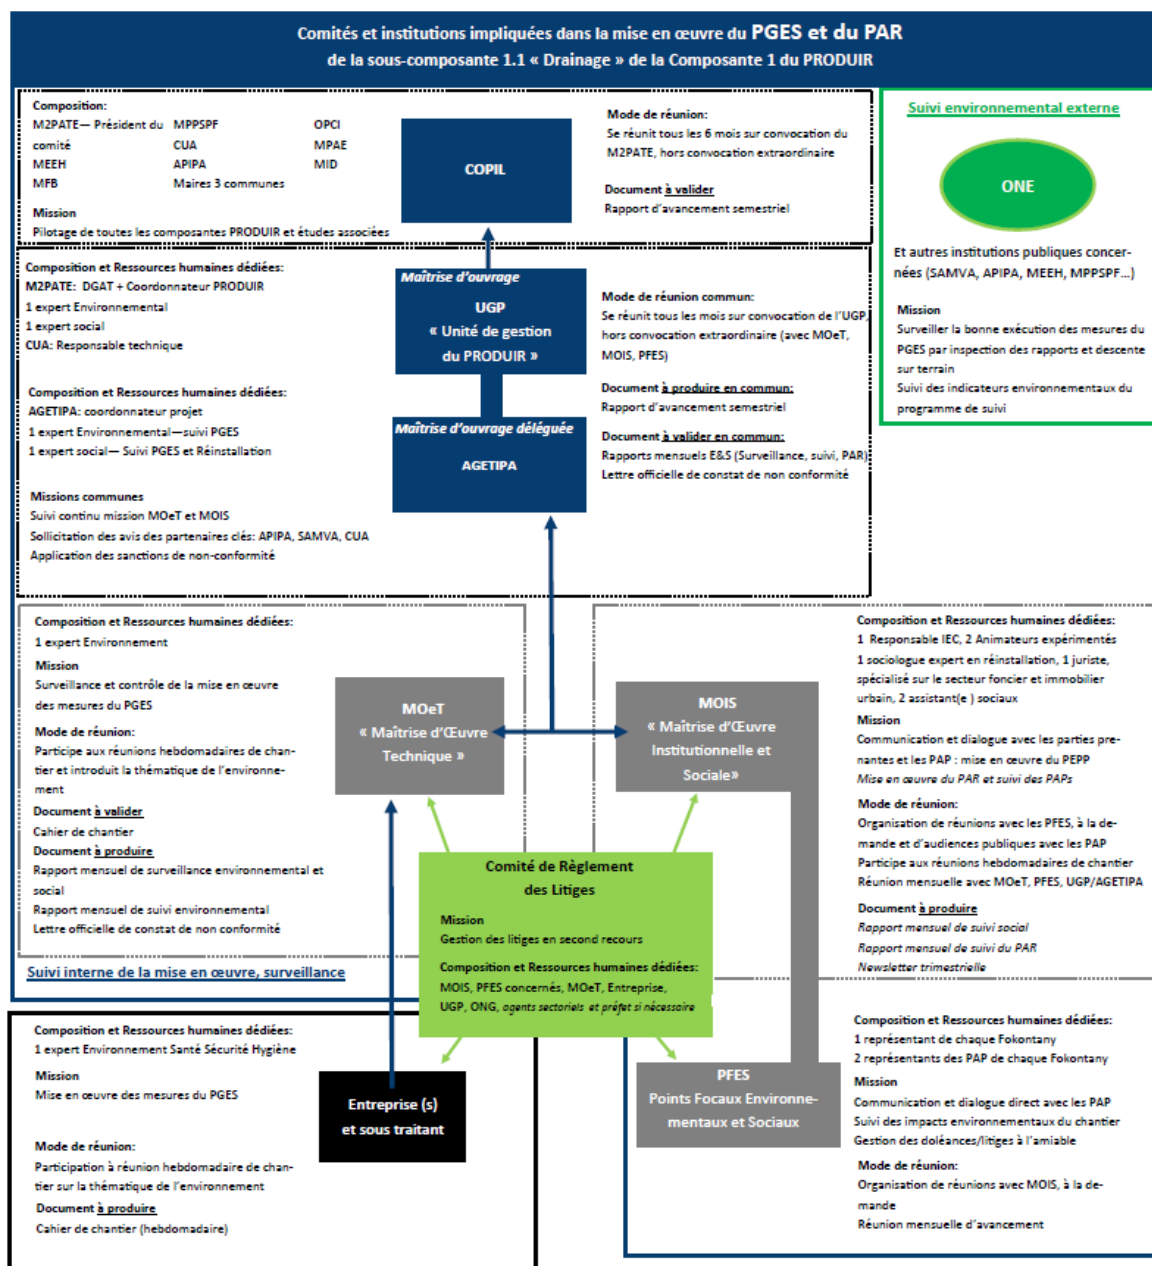 Comités et institutions impliquées dans la mise en œuvre du PGES et du PAR
de la sous-composante 1.1 « Drainage » de la Composante 1 du PRODUIR
Composition:
M2PATE— Président du
comité
MEEH
MFB
MPPSPF
CUA
APIPA
Maires 3 communes
OPCI
MPAE
MID
Mission
Pilotage de toutes les composantes PRODUIR et études associées
COPIL
Mode de réunion:
Se réunit tous les 6 mois sur convocation du
M2PATE, hors convocation extraordinaire
Document à valider
Rapport d’avancement semestriel
Suivi environnemental externe
ONE
Et autres institutions publiques concer-
nées (SAMVA, APIPA, MEEH, MPPSPF...)
Mission
Surveiller la bonne exécution des mesures du
PGES par inspection des rapports et descente
sur terrain
Suivi des indicateurs environnementaux du
programme de suivi
Composition et Ressources humaines dédiées:
M2PATE: DGAT + Coordonnateur PRODUIR
1 expert Environnemental
1 expert social
CUA: Responsable technique
Composition et Ressources humaines dédiées:
AGETIPA: coordonnateur projet
1 expert Environnemental—suivi PGES
1 expert social— Suivi PGES et Réinstallation
Missions communes
Suivi continu mission MOeT et MOIS
Sollicitation des avis des partenaires clés: APIPA, SAMVA, CUA
Application des sanctions de non-conformité
Maîtrise d’ouvrage
UGP
« Unité de gestion
du PRODUIR »
Maîtrise d’ouvrage déléguée
AGETIPA
Mode de réunion commun:
Se réunit tous les mois sur convocation de l’UGP,
hors convocation extraordinaire (avec MOeT,
MOIS, PFES)
Document à produire en commun:
Rapport d’avancement semestriel
Document à valider en commun:
Rapports mensuels E&S (Surveillance, suivi, PAR)
Lettre officielle de constat de non conformité
Composition et Ressources humaines dédiées:
1 expert Environnement
Mission
Surveillance et contrôle de la mise en œuvre
des mesures du PGES
Mode de réunion:
Participe aux réunions hebdomadaires de chan-
tier et introduit la thématique de l’environne-
ment
Document à valider
Cahier de chantier
Document à produire
Rapport mensuel de surveillance environnemental et
social
Rapport mensuel de suivi environnemental
Lettre officielle de constat de non conformité
Suivi interne de la mise en œuvre, surveillance
MOeT
« Maîtrise d’Œuvre
Technique »
MOIS
« Maîtrise d’Œuvre
Institutionnelle et
Sociale»
Composition et Ressources humaines dédiées:
1 Responsable IEC, 2 Animateurs expérimentés
1 sociologue expert en réinstallation, 1 juriste,
spécialisé sur le secteur foncier et immobilier
urbain, 2 assistant(e ) sociaux
Mission
Communication et dialogue avec les parties pre-
nantes et les PAP : mise en œuvre du PEPP
Mise en œuvre du PAR et suivi des PAPs
Mode de réunion:
Organisation de réunions avec les PFES, à la de-
mande et d’audiences publiques avec les PAP
Participe aux réunions hebdomadaires de chantier
Réunion mensuelle avec MOeT, PFES, UGP/AGETIPA
Document à produire
Rapport mensuel de suivi social
Rapport mensuel de suivi du PAR
Newsletter trimestrielle
Comité de Règlement
des Litiges
Mission
Gestion des litiges en second recours
Composition et Ressources humaines dédiées:
MOIS, PFES concernés, MOeT, Entreprise,
UGP, ONG, agents sectoriels et préfet si nécessaire
Composition et Ressources humaines dédiées:
1 expert Environnement Santé Sécurité Hygiène
Mission
Mise en œuvre des mesures du PGES
Mode de réunion:
Participation à réunion hebdomadaire de chan-
tier sur la thématique de l’environnement
Document à produire
Cahier de chantier (hebdomadaire)
Entreprise (s)
et sous traitant
PFES
Points Focaux Environne-
mentaux et Sociaux
Composition et Ressources humaines dédiées:
1 représentant de chaque Fokontany
2 représentants des PAP de chaque Fokontany
Mission
Communication et dialogue direct avec les PAP
Suivi des impacts environnementaux du chantier
Gestion des doléances/litiges à l’amiable
Mode de réunion:
Organisation de réunions avec MOIS, à la de-
mande
Réunion mensuelle d’avancement